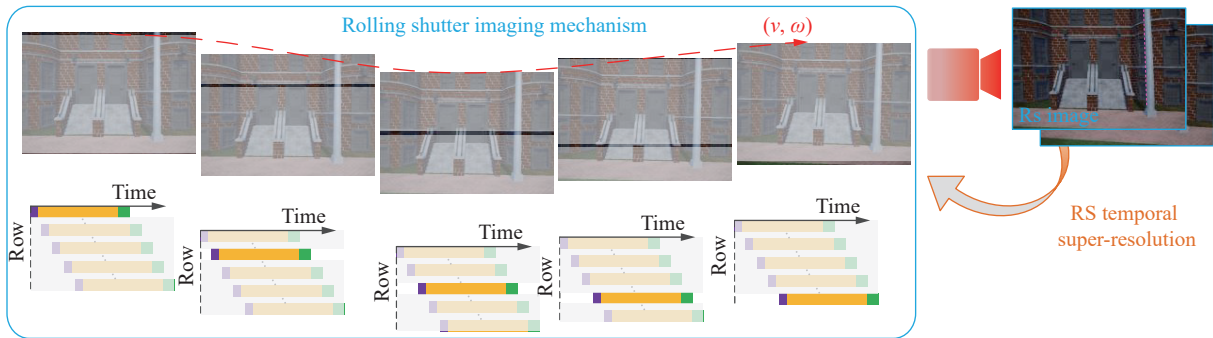 Rolling shutter imaging mechanism
(v, ω)
Rs image
Time
Row
Time
Row
Time
Row
Time
Row
Time
Row
RS temporal
super-resolution